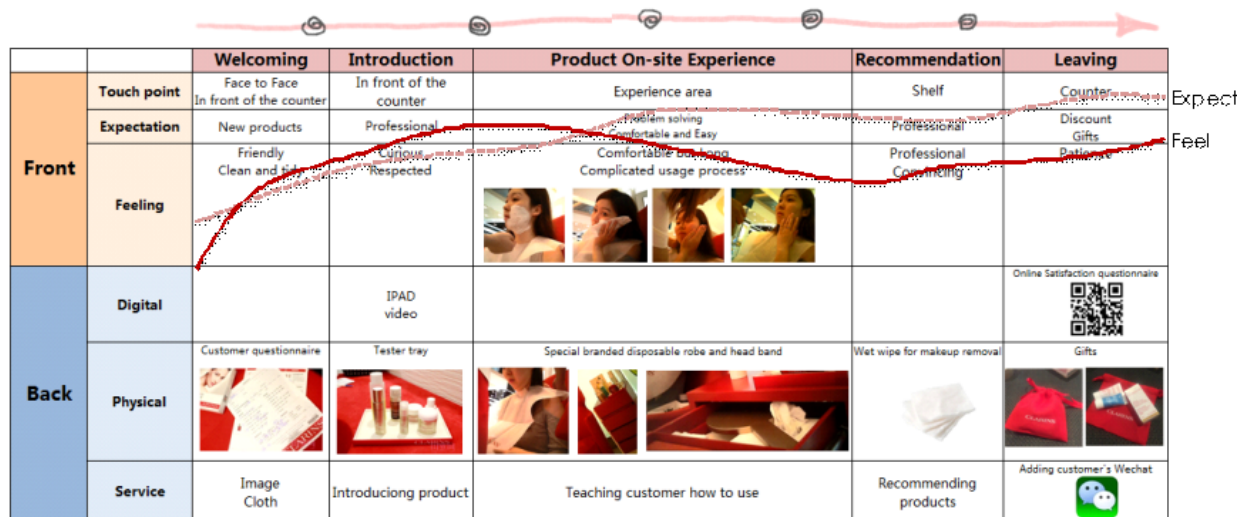 Welcoming
Introduction
Product On-site Experience
Recommendation
Leaving
Front
Touch point
Face to Face
In front of the counter
In front of the
counter
Experience area
Shelf
Counter
Expect
Expectation
New products
Professional
Problem solving
Comfortable and Easy
Professional
Discount
Gifts
Feel
Feeling
Friendly
Clean and tidy
Curious
Respected
Comfortable but long
Complicated usage process
Professional
Convincing
Patience
Back
Digital
IPAD
video
Online Satisfaction questionnaire
Physical
Customer questionnaire
Tester tray
Special branded disposable robe and head band
Wet wipe for makeup removal
Gifts
CLARINS
Service
Image
Cloth
Introduciong product
Teaching customer how to use
Recommending
products
Adding customer's Wechat